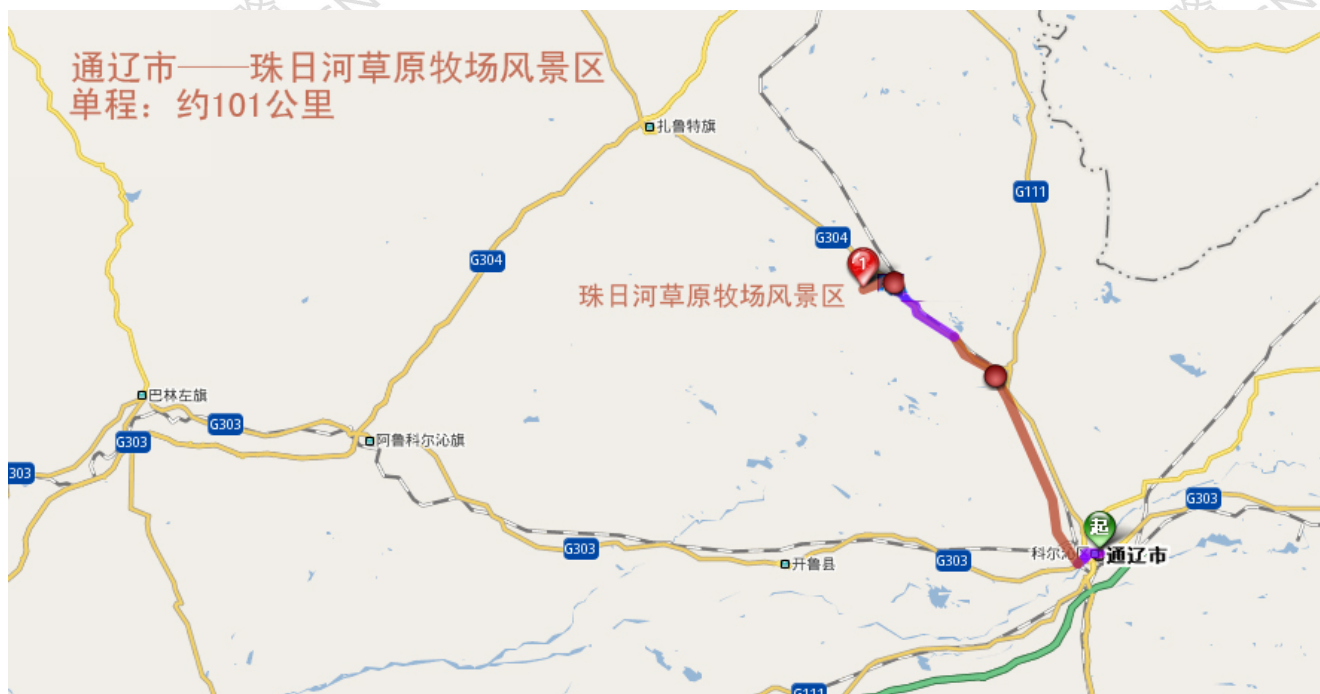 通辽市——珠日河草原牧场风景区
单程：约101公里
扎鲁特旗
G111
G304
G304
1
珠日河草原牧场风景区
巴林左旗
G303
G303
阿鲁科尔沁旗
303
G303
起
G303
科尔沁区
通辽市
G303
开鲁县
G111